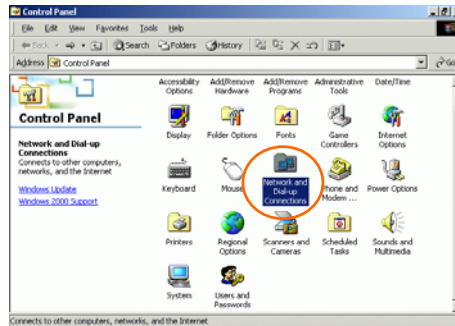 Control Panel
File Edit View Favorites Tools Help
Back Search Folders History
Address Control Panel Go
Control Panel
Network and Dial-up
Connections
Connects to other computers,
networks, and the Internet
Windows Update
Windows 2000 Support
Accessibility Options
Add/Remove Hardware
Add/Remove Programs
Administrative Tools
Date/Time
Display
Folder Options
Fonts
Game Controllers
Internet Options
Keyboard
Mouse
Network and Dial-up Connections
Phone and Modem ...
Power Options
Printers
Regional Options
Scanners and Cameras
Scheduled Tasks
Sounds and Multimedia
System
Users and Passwords
Connects to other computers, networks, and the Internet